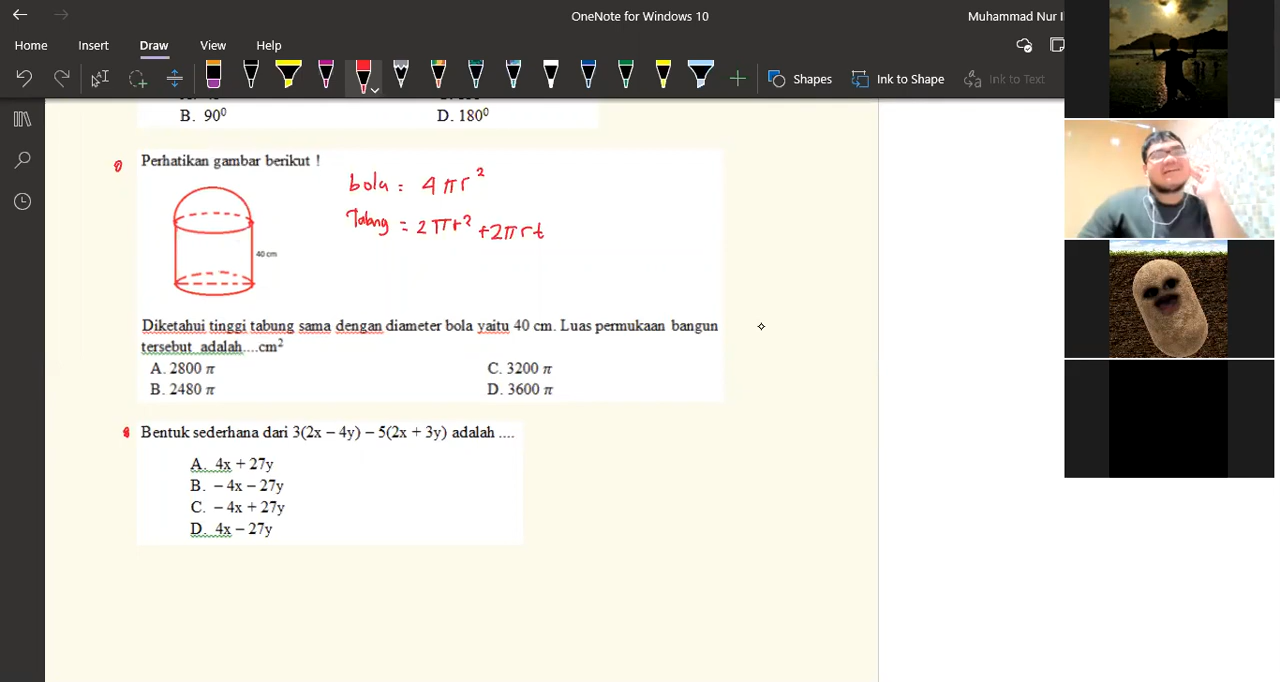 OneNote for Windows 10
Muhammad Nur
Home Insert Draw View Help
Shapes Ink to Shape Ink to Text
B. 90⁰ D. 180⁰
Perhatikan gambar berikut !
bola = 4πr²
= 2πr² + 2πrt
40 cm
Diketahui tinggi tabung sama dengan diameter bola yaitu 40 cm. Luas permukaan bangun
tersebut adalah....cm²
A. 2800 π C. 3200 π
B. 2480 π D. 3600 π
Bentuk sederhana dari 3(2x – 4y) – 5(2x + 3y) adalah ....
A. 4x + 27y
B. – 4x – 27y
C. – 4x + 27y
D. 4x – 27y